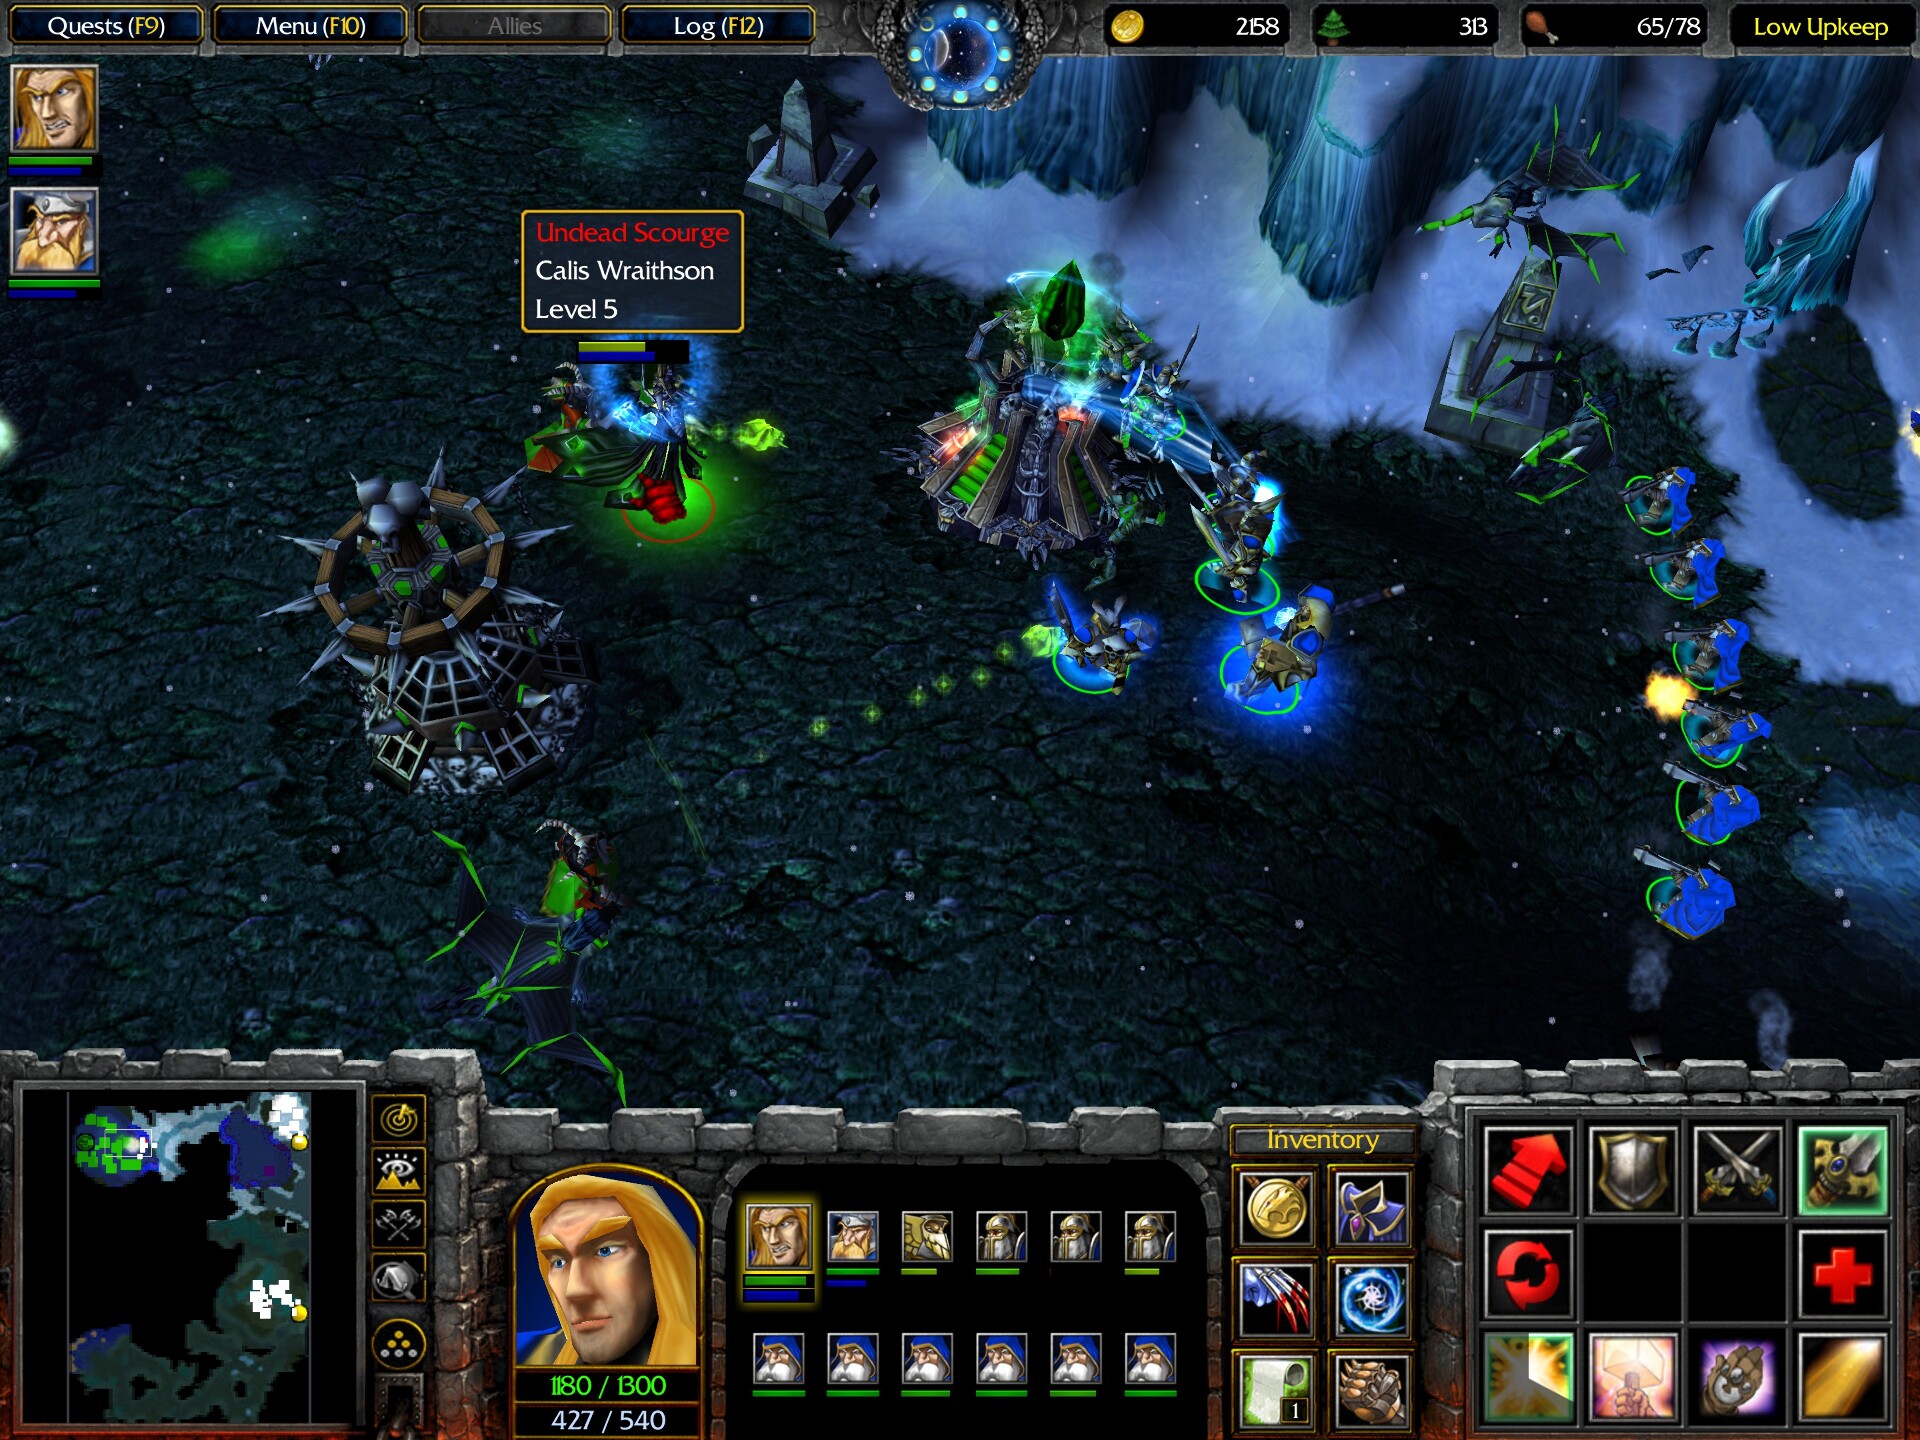 Quests (F9)
Menu (F10)
Allies
Log (F12)
2158
313
65/78
Low Upkeep
Undead Scourge
Calis Wraithson
Level 5
Inventory
1180 / 1300
427 / 540
1